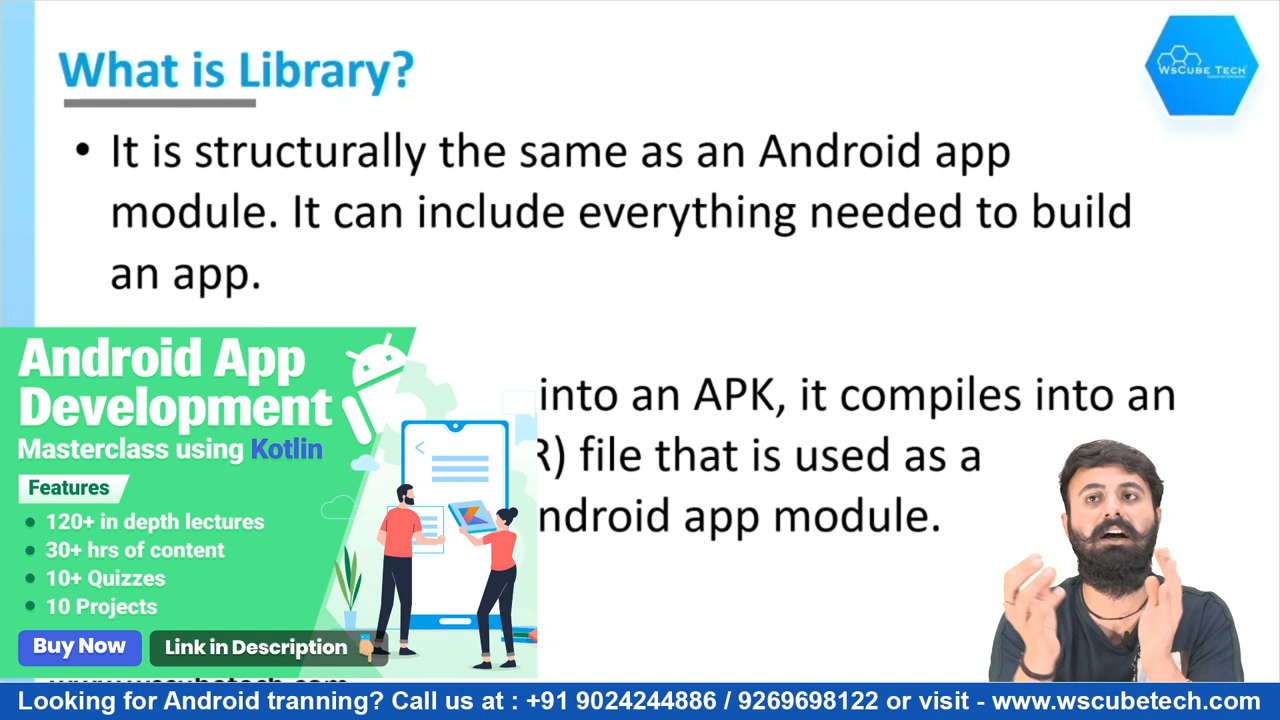 What is Library?
WsCube Tech
• It is structurally the same as an Android app
module. It can include everything needed to build
an app.
into an APK, it compiles into an
R) file that is used as a
ndroid app module.
Android App
Development
Masterclass using Kotlin
Features
• 120+ in depth lectures
• 30+ hrs of content
• 10+ Quizzes
• 10 Projects
Buy Now
Link in Description
www.wscubetech.com
Looking for Android tranning? Call us at : +91 9024244886 / 9269698122 or visit - www.wscubetech.com